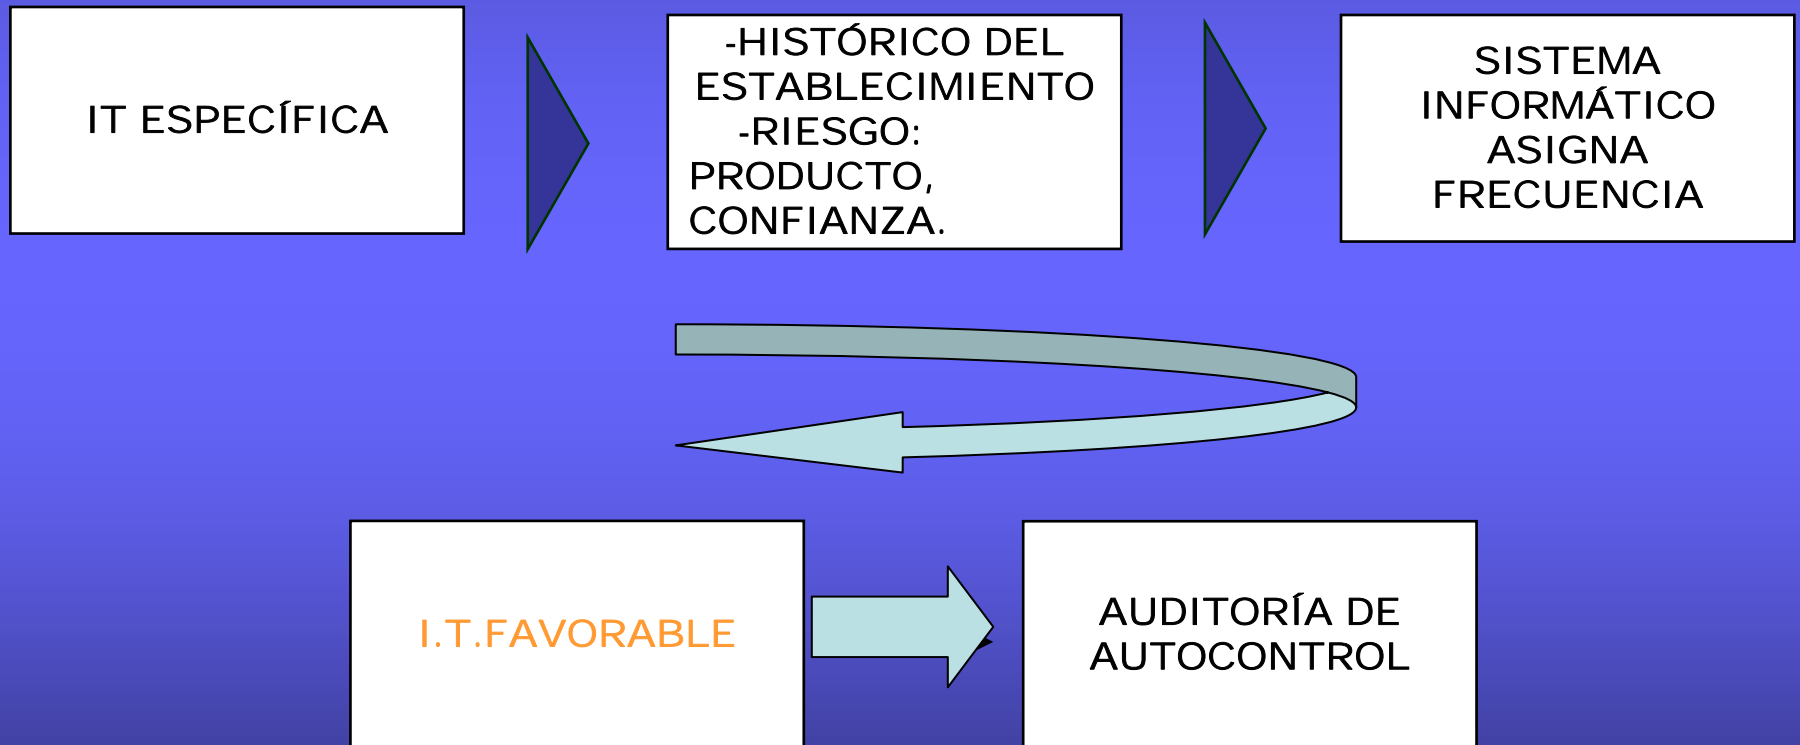 IT ESPECÍFICA
-HISTÓRICO DEL
ESTABLECIMIENTO
-RIESGO:
PRODUCTO,
CONFIANZA.
SISTEMA
INFORMÁTICO
ASIGNA
FRECUENCIA
I.T.FAVORABLE
AUDITORÍA DE
AUTOCONTROL